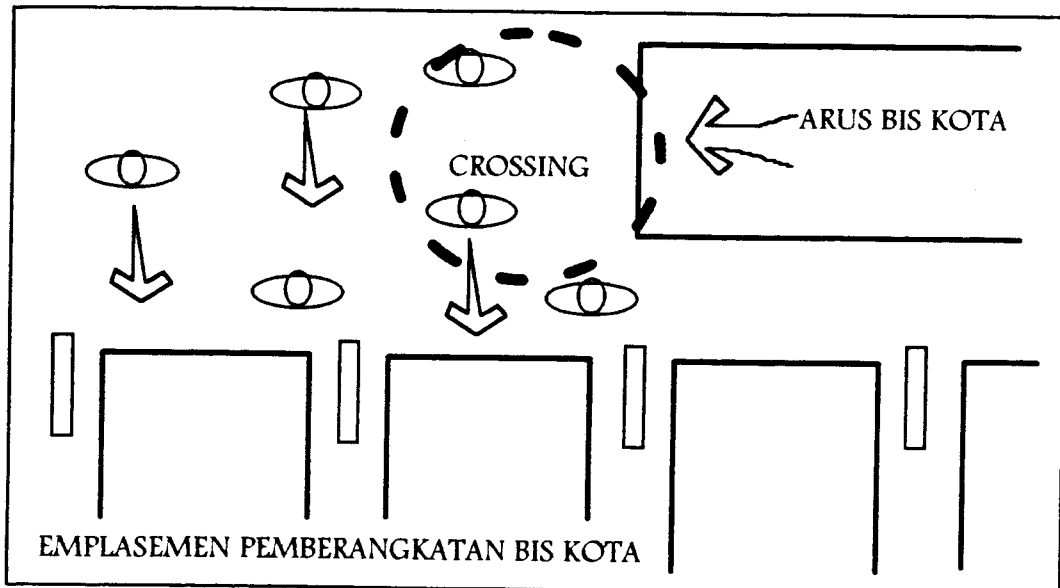 ARUS BIS KOTA
CROSSING
EMPLASEMEN PEMBERANGKATAN BIS KOTA